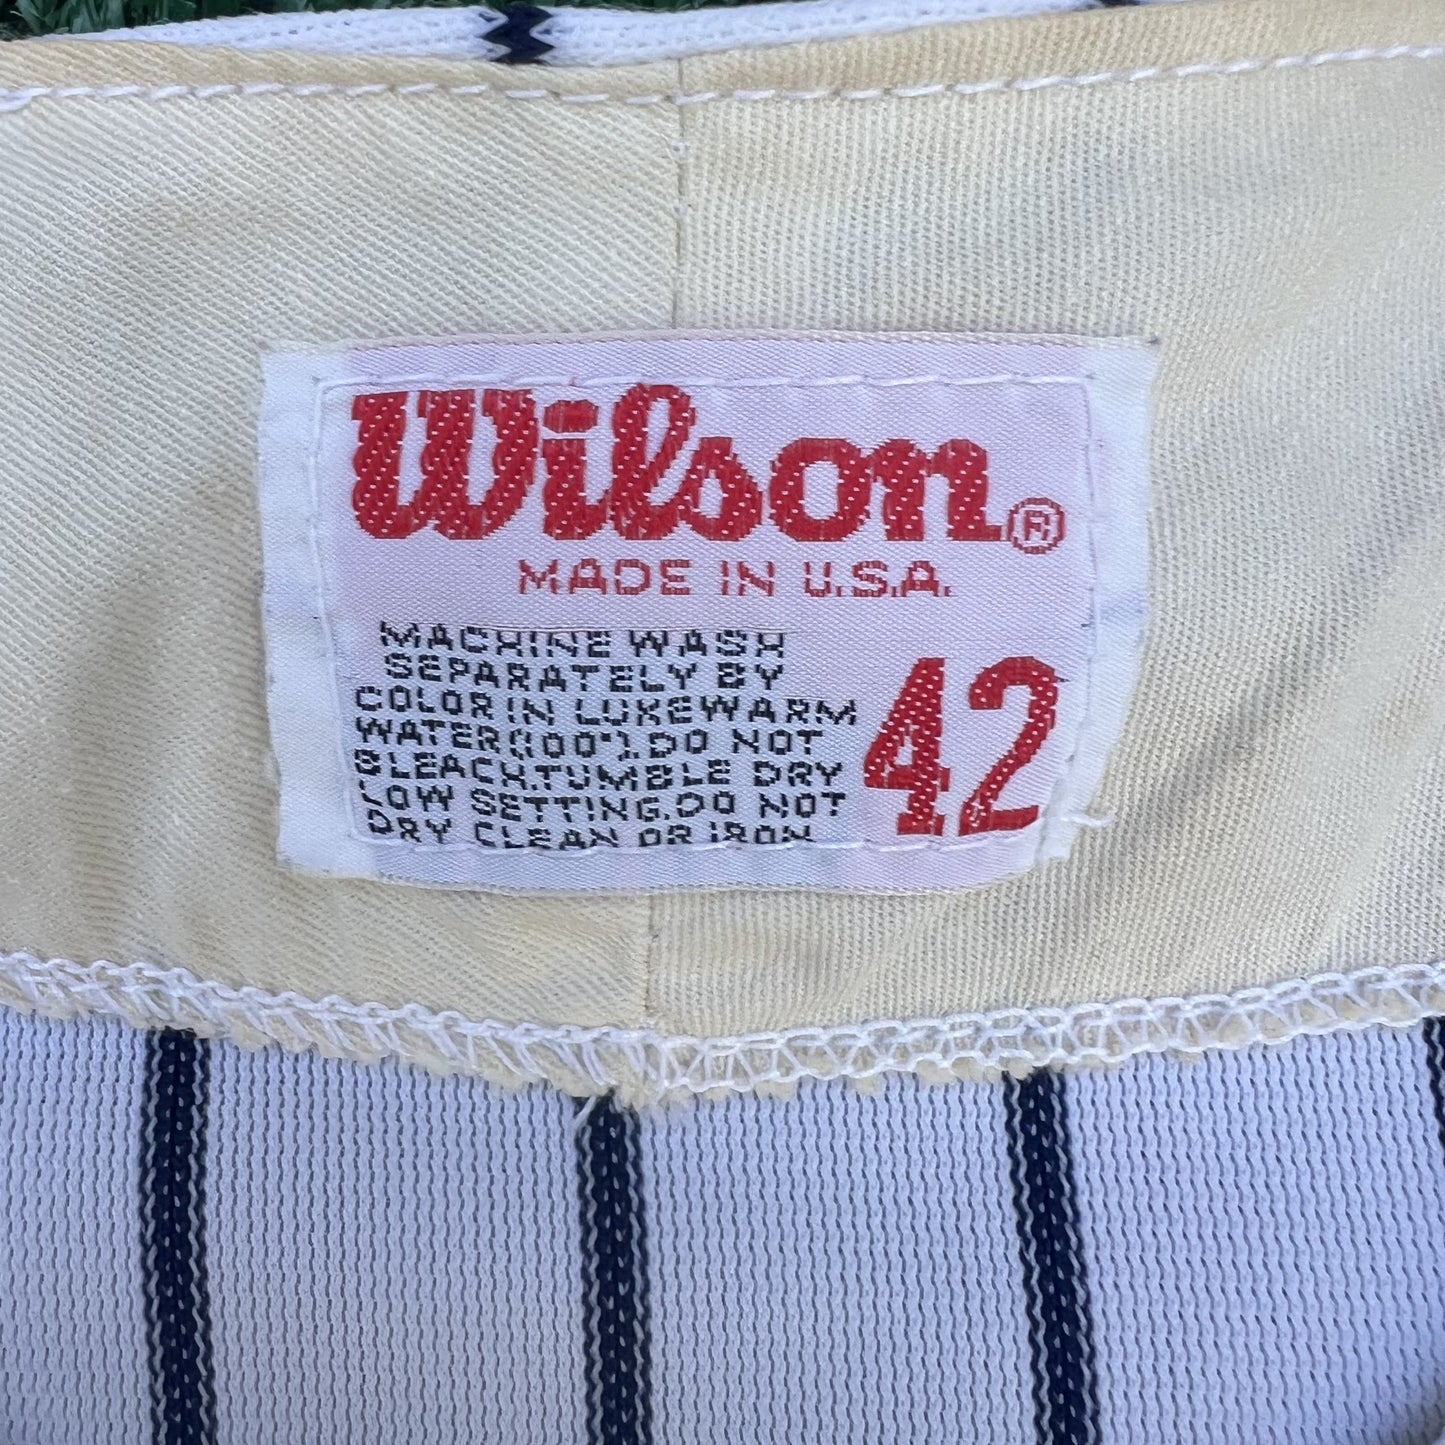 Wilson®
MADE IN U.S.A.
MACHINE WASH
SEPARATELY BY
COLOR IN LUKEWARM
WATER(100°).DO NOT
BLEACH.TUMBLE DRY
LOW SETTING.DO NOT
DRY CLEAN OR IRON
42